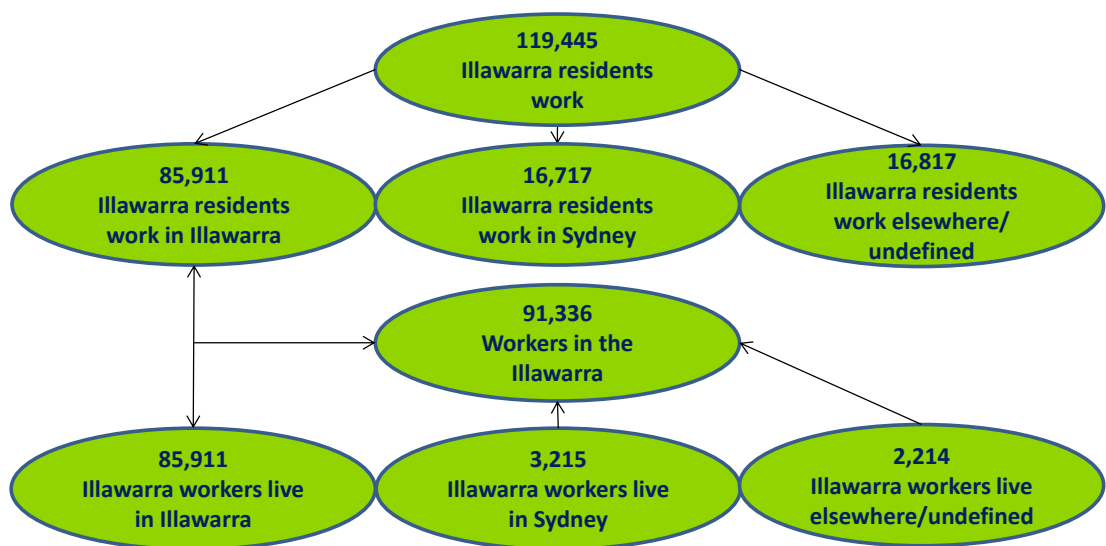 119,445
Illawarra residents
work
85,911
Illawarra residents
work in Illawarra
16,717
Illawarra residents
work in Sydney
16,817
Illawarra residents
work elsewhere/
undefined
91,336
Workers in the
Illawarra
85,911
Illawarra workers live
in Illawarra
3,215
Illawarra workers live
in Sydney
2,214
Illawarra workers live
elsewhere/undefined